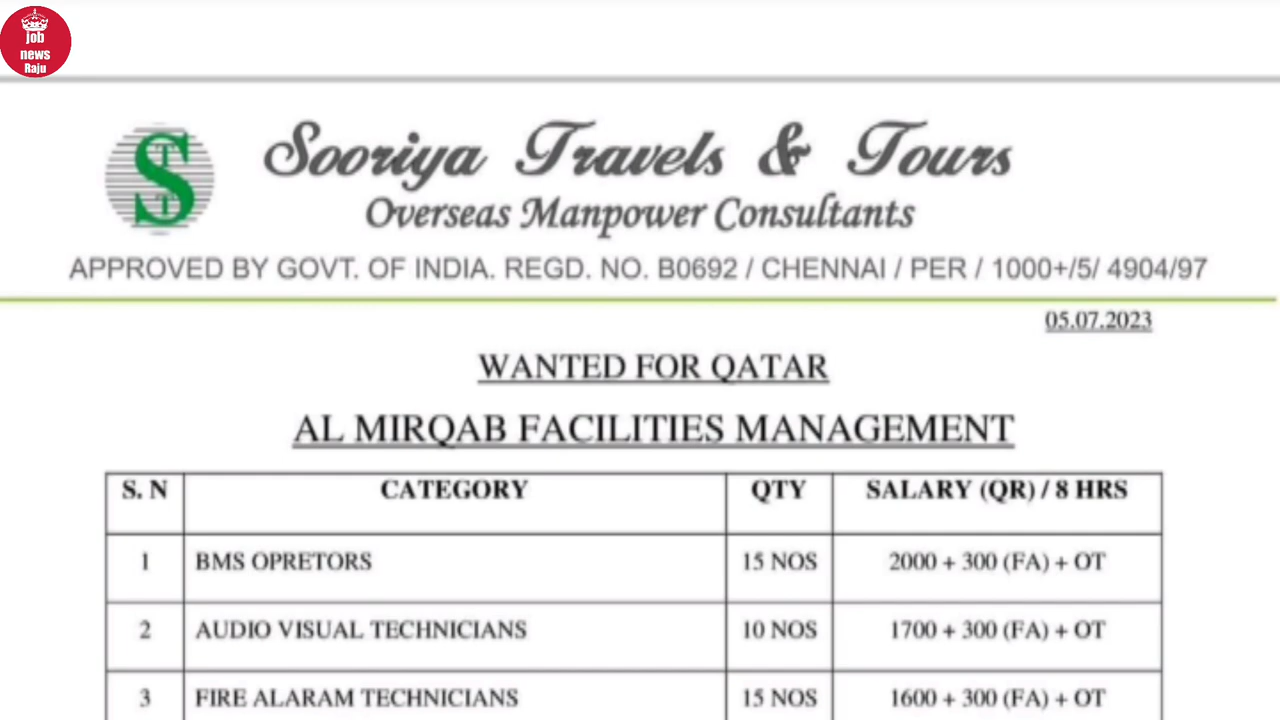 Job
news
Raju
Sooriya Travels & Tours
Overseas Manpower Consultants
APPROVED BY GOVT. OF INDIA. REGD. NO. B0692 / CHENNAI / PER / 1000+/5/ 4904/97
05.07.2023
WANTED FOR QATAR
AL MIRQAB FACILITIES MANAGEMENT
S. N CATEGORY QTY SALARY (QR) / 8 HRS
1 BMS OPRETORS 15 NOS 2000 + 300 (FA) + OT
2 AUDIO VISUAL TECHNICIANS 10 NOS 1700 + 300 (FA) + OT
3 FIRE ALARAM TECHNICIANS 15 NOS 1600 + 300 (FA) + OT